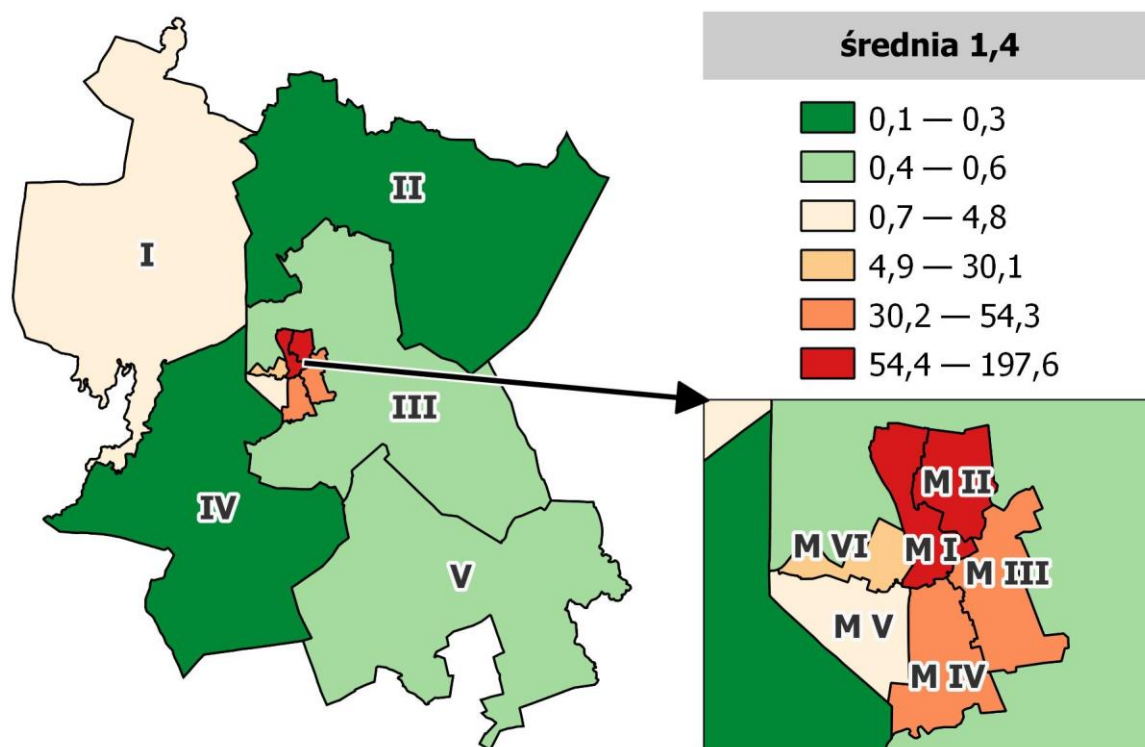 średnia 1,4
0,1 — 0,3
0,4 — 0,6
0,7 — 4,8
4,9 — 30,1
30,2 — 54,3
54,4 — 197,6
I
II
III
IV
V
M II
M VI
M I
M III
M V
M IV